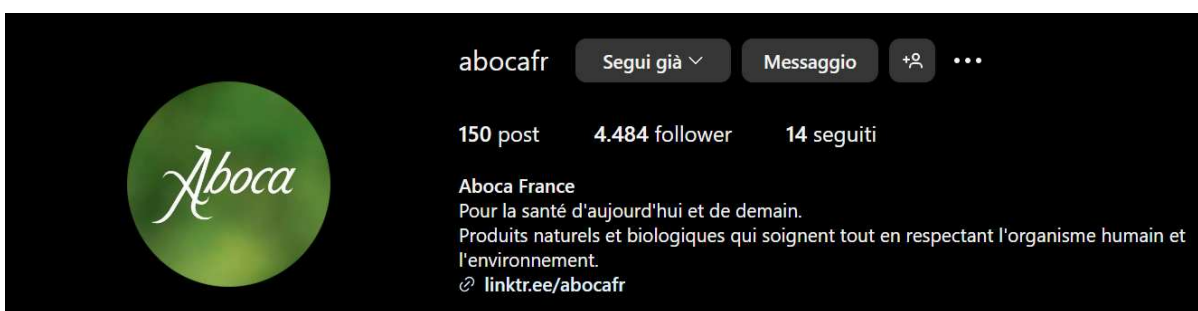 Aboca
abocafr Segui già Messaggio
150 post 4.484 follower 14 seguiti
Aboca France
Pour la santé d'aujourd'hui et de demain.
Produits naturels et biologiques qui soignent tout en respectant l'organisme humain et
l'environnement.
linktr.ee/abocafr